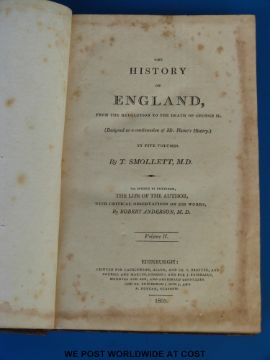 THE
HISTORY
OF
ENGLAND,
FROM THE REVOLUTION TO THE DEATH OF GEORGE II.
(Designed as a continuation of Mr. Hume's History.)
IN FIVE VOLUMES.
By T. SMOLLETT, M.D.
TO WHICH IS PREFIXED,
THE LIFE OF THE AUTHOR,
WITH CRITICAL OBSERVATIONS ON HIS WORKS,
By ROBERT ANDERSON, M. D.
Volume II.
EDINBURGH:
1805.
WE POST WORLDWIDE AT COST